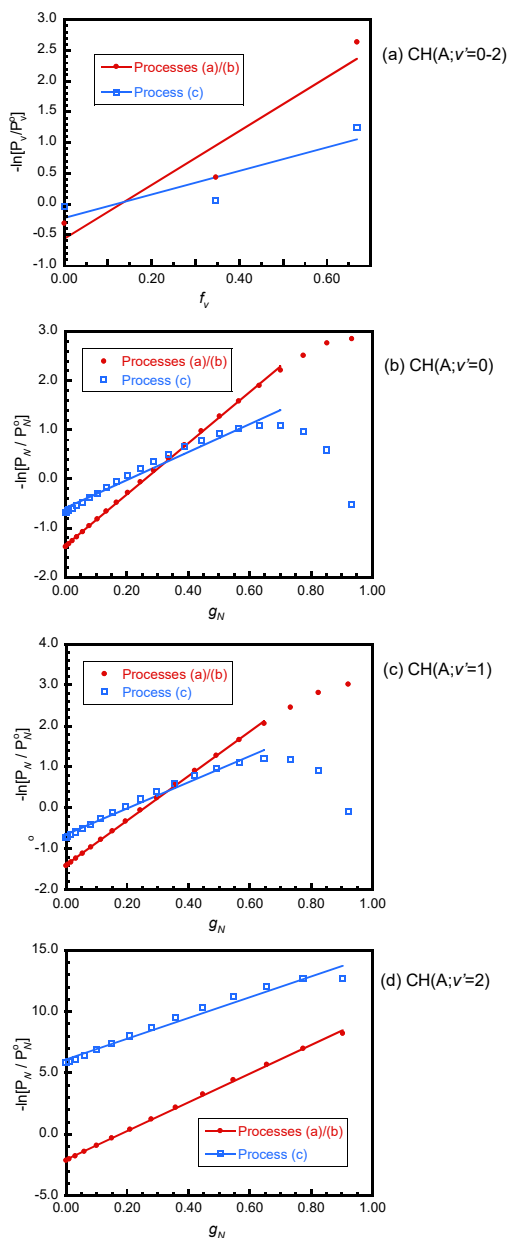 3.0
2.5
2.0
1.5
1.0
0.5
0.0
-0.5
-1.0
-ln[Pv/Pv°]
Processes (a)/(b)
Process (c)
(a) CH(A;v'=0-2)
0.00 0.20 0.40 0.60
fv
3.0
2.0
1.0
0.0
-1.0
-2.0
-ln[PN / PN°]
Processes (a)/(b)
Process (c)
(b) CH(A;v'=0)
0.00 0.20 0.40 0.60 0.80 1.00
gN
4.0
3.0
2.0
1.0
0.0
-1.0
-2.0
-ln[PN / PN°]
o
Processes (a)/(b)
Process (c)
(c) CH(A;v'=1)
0.00 0.20 0.40 0.60 0.80 1.00
gN
15.0
10.0
5.0
0.0
-5.0
-ln[PN / PN°]
(d) CH(A;v'=2)
Processes (a)/(b)
Process (c)
0.00 0.20 0.40 0.60 0.80 1.00
gN